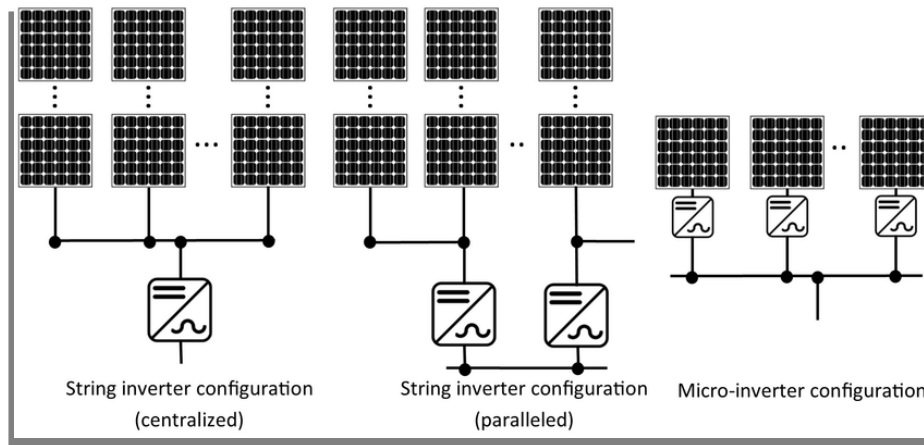 String inverter configuration
(centralized)
String inverter configuration
(paralleled)
Micro-inverter configuration